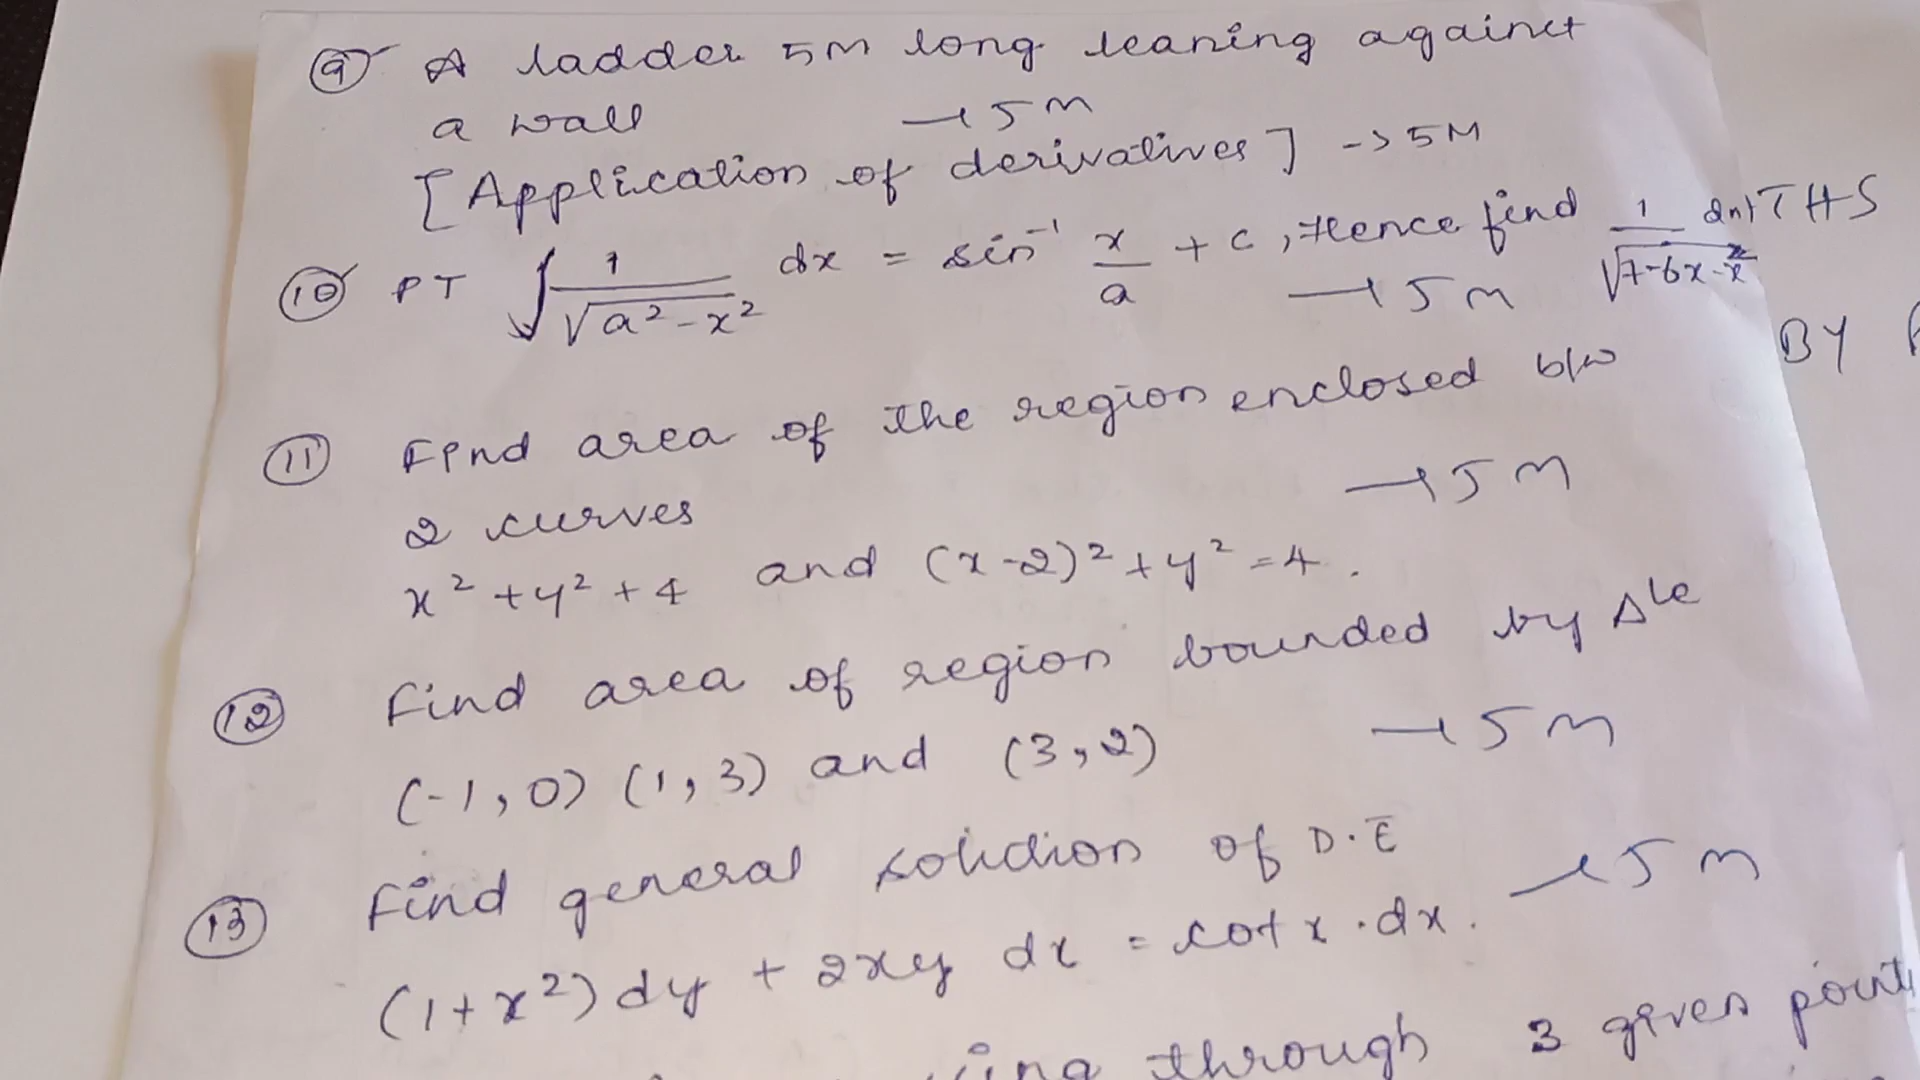 ⑨ A ladder 5M long leaning against
a wall → 5M
[Application of derivatives] -> 5M
⑩ PT ∫ 1/√(a² - x²) dx = sin⁻¹ x/a + c, Hence find 1/√(7-6x-x²) THS
→ 5M
BY
⑪ Find area of the region enclosed b/w
2 curves → 5M
x² + y² + 4 and (x-2)² + y² = 4.
⑫ Find area of region bounded by Δle
(-1, 0) (1, 3) and (3, 2) → 5M
⑬ Find general solution of D.E
(1+x²) dy + 2xy dx = cot x . dx. → 5M
through 3 given points